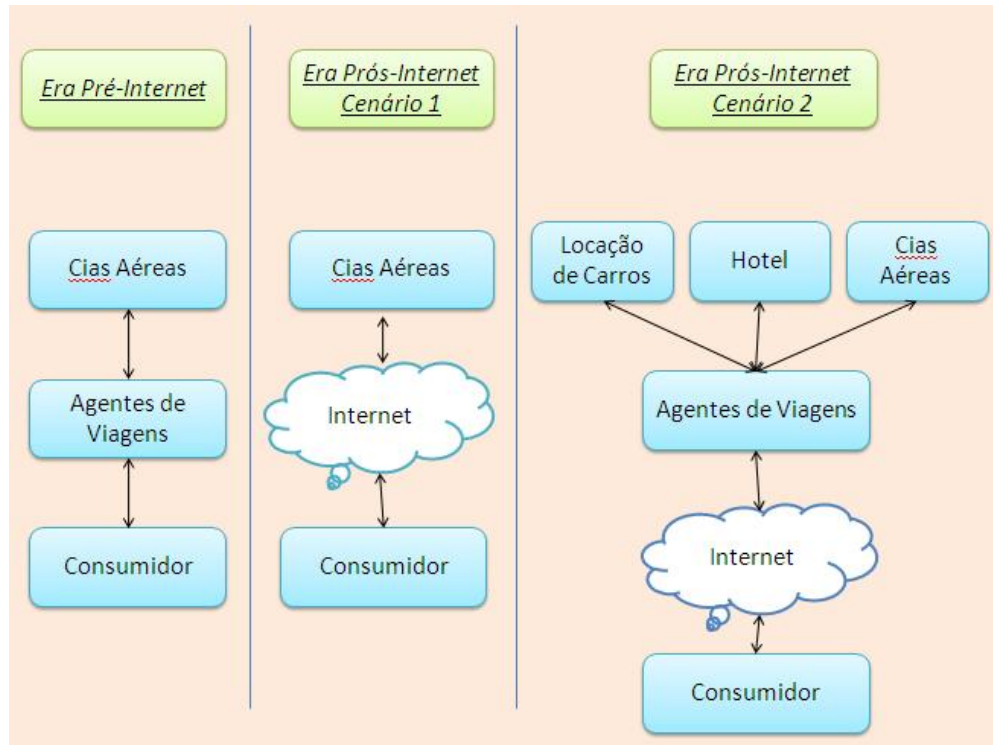 Era Pré-Internet
Cias Aéreas
Agentes de
Viagens
Consumidor
Era Prós-Internet
Cenário 1
Cias Aéreas
Internet
Consumidor
Era Prós-Internet
Cenário 2
Locação
de Carros
Hotel
Cias
Aéreas
Agentes de Viagens
Internet
Consumidor